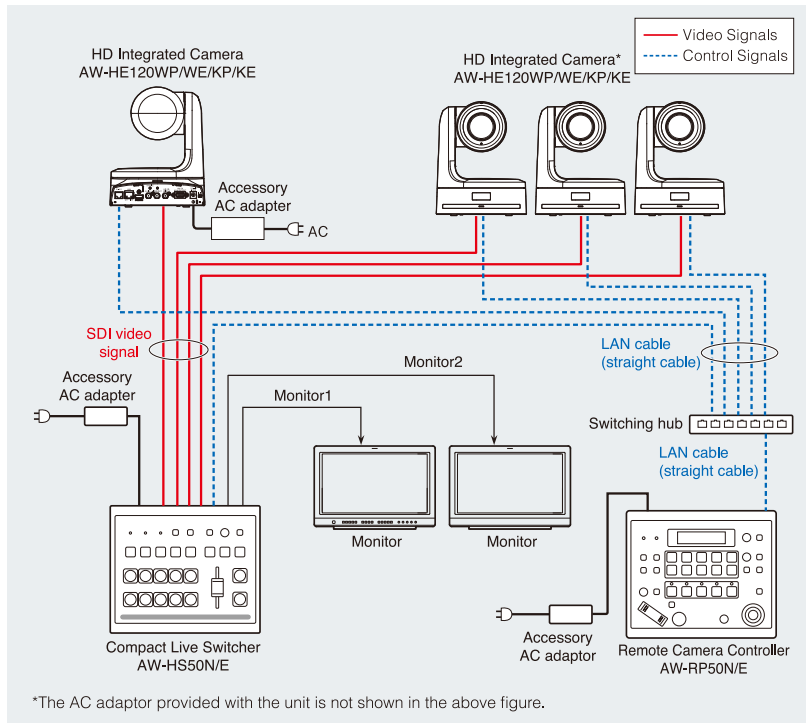 HD Integrated Camera
AW-HE120WP/WE/KP/KE
HD Integrated Camera*
AW-HE120WP/WE/KP/KE
Video Signals
Control Signals
Accessory
AC adapter
AC
SDI video
signal
LAN cable
(straight cable)
Accessory
AC adapter
Monitor2
Monitor1
Switching hub
LAN cable
(straight cable)
Monitor
Monitor
Compact Live Switcher
AW-HS50N/E
Accessory
AC adaptor
Remote Camera Controller
AW-RP50N/E
*The AC adaptor provided with the unit is not shown in the above figure.